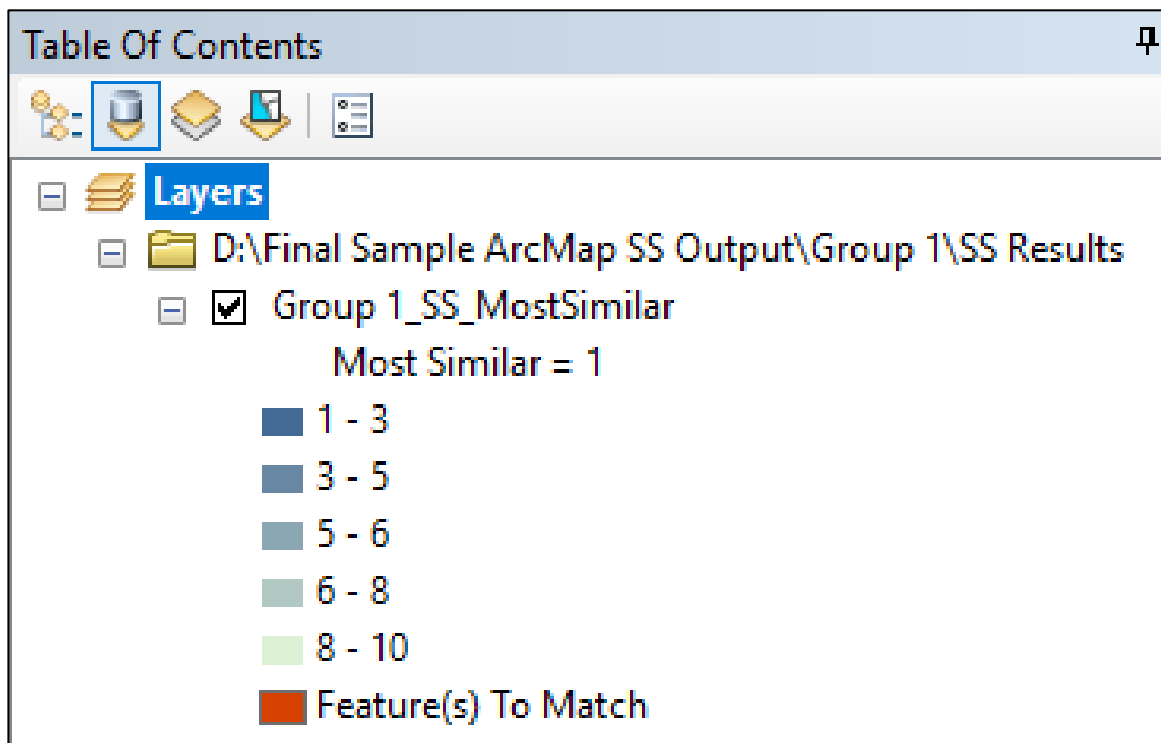 Table Of Contents
Layers
D:\Final Sample ArcMap SS Output\Group 1\SS Results
Group 1_SS_MostSimilar
Most Similar = 1
1 - 3
3 - 5
5 - 6
6 - 8
8 - 10
Feature(s) To Match